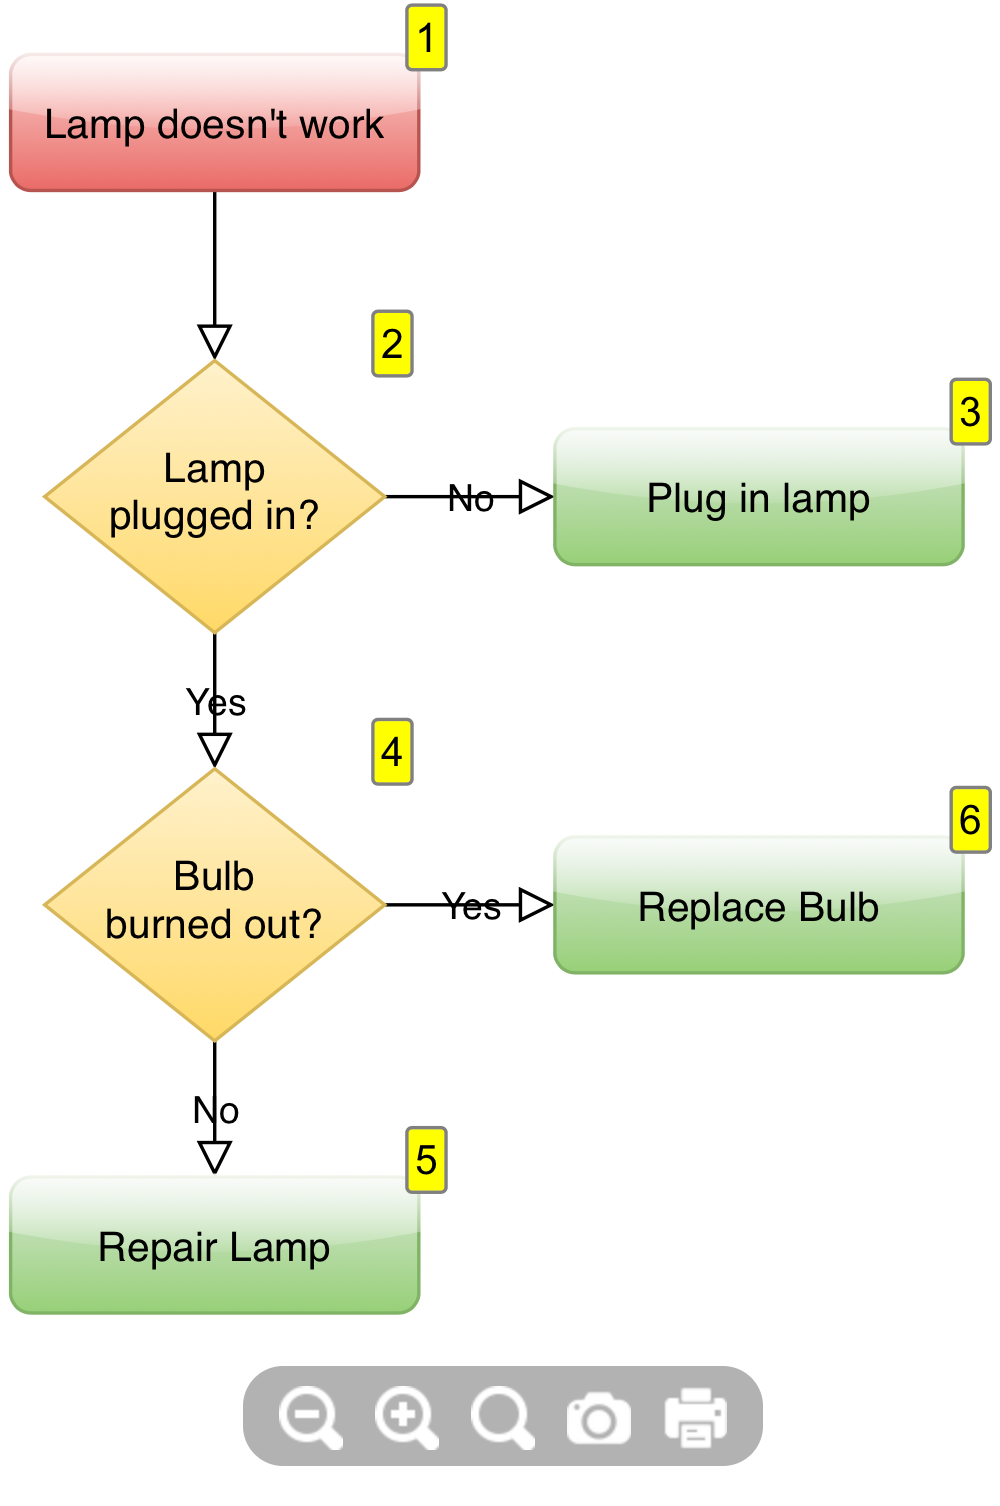 1
Lamp doesn't work
2
Lamp
plugged in?
No
3
Plug in lamp
Yes
4
Bulb
burned out?
Yes
6
Replace Bulb
No
5
Repair Lamp